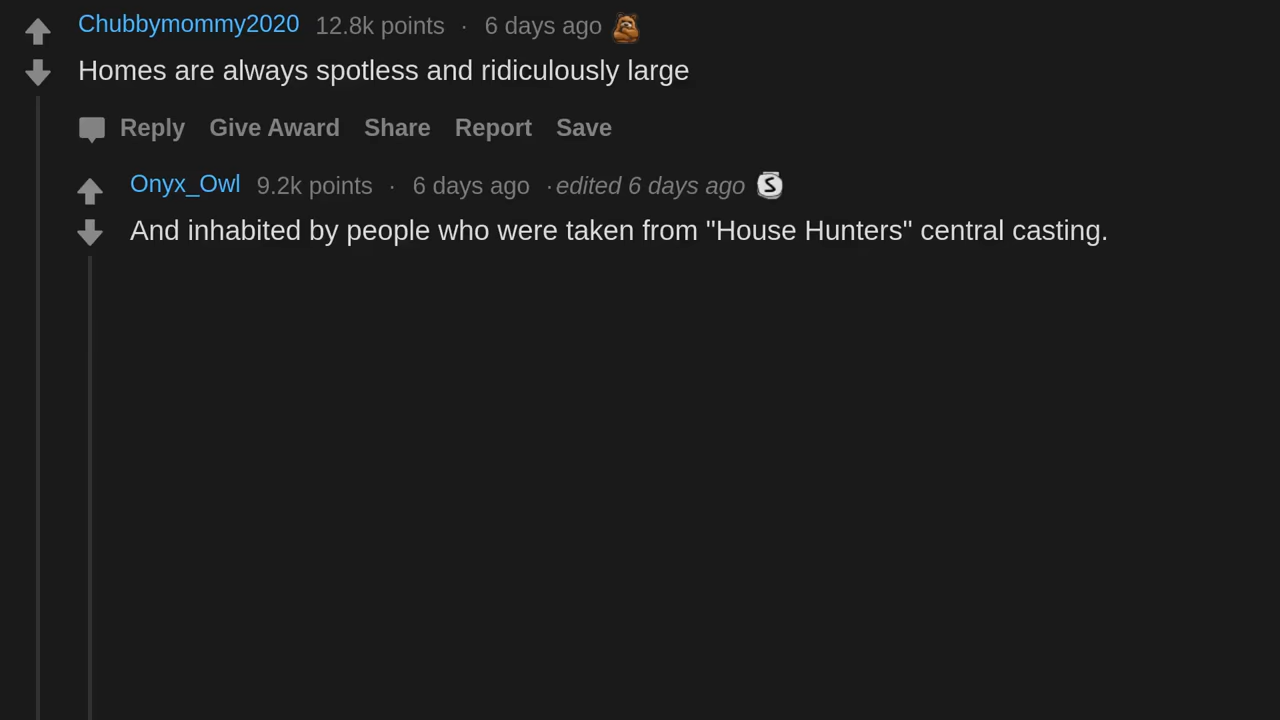 Chubbymommy2020 12.8k points · 6 days ago
Homes are always spotless and ridiculously large
Reply Give Award Share Report Save
Onyx_Owl 9.2k points · 6 days ago · edited 6 days ago S
And inhabited by people who were taken from "House Hunters" central casting.